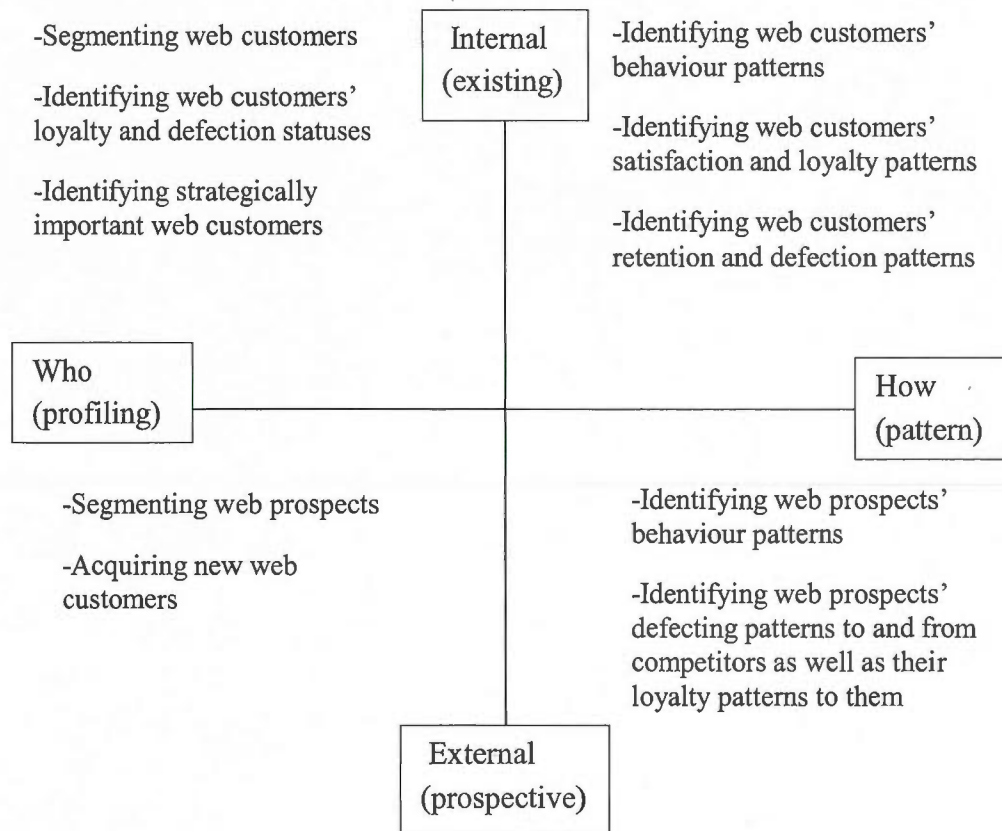 -Segmenting web customers
-Identifying web customers'
loyalty and defection statuses
-Identifying strategically
important web customers
Internal
(existing)
-Identifying web customers'
behaviour patterns
-Identifying web customers'
satisfaction and loyalty patterns
-Identifying web customers'
retention and defection patterns
Who
(profiling)
How
(pattern)
-Segmenting web prospects
-Acquiring new web
customers
-Identifying web prospects'
behaviour patterns
-Identifying web prospects'
defecting patterns to and from
competitors as well as their
loyalty patterns to them
External
(prospective)